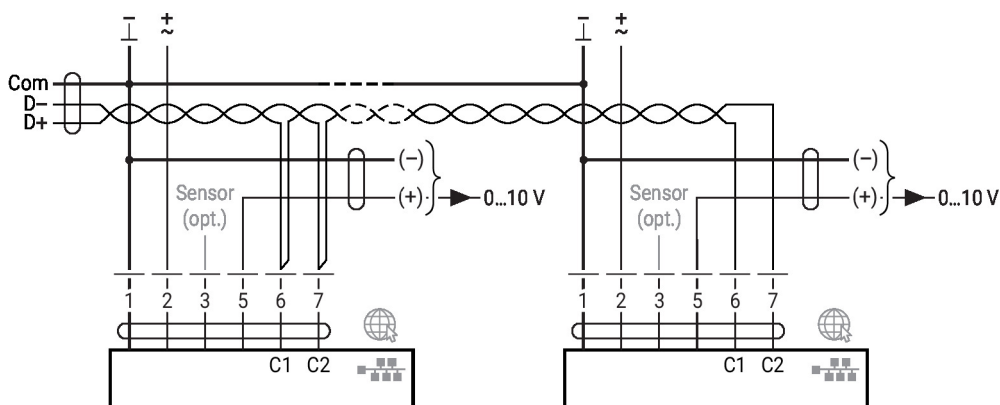 – + – +
⊥ ~ ⊥ ~
Com
D–
D+
(–) (–)
Sensor Sensor
(opt.) (+) 0...10 V (opt.) (+) 0...10 V
1 2 3 5 6 7 1 2 3 5 6 7
C1 C2 C1 C2